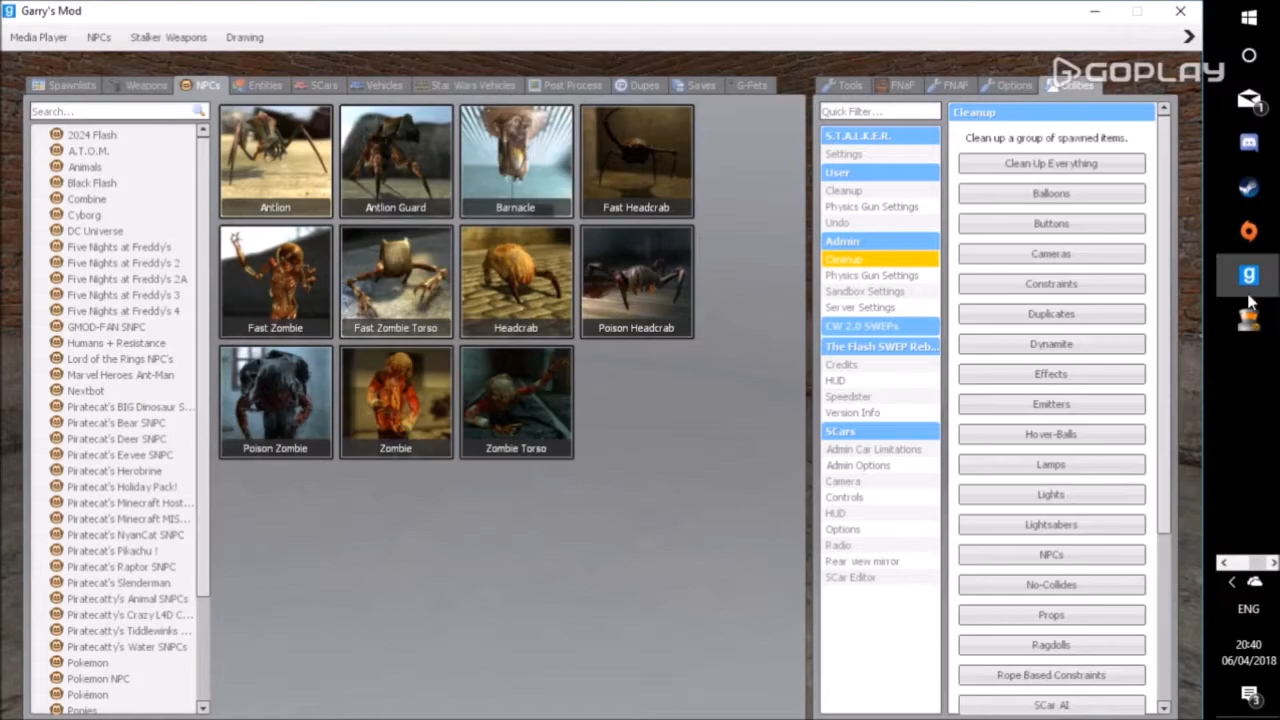 Garry's Mod
Media Player NPCs Stalker Weapons Drawing
GOPLAY
Spawnlists Weapons NPCs Entities SCars Vehicles Star Wars Vehicles Post Process Dupes Saves G-Pets
Tools FNaF FNAF Options Utilities
Search...
2024 Flash
A.T.O.M.
Animals
Black Flash
Combine
Cyborg
DC Universe
Five Nights at Freddy's
Five Nights at Freddy's 2
Five Nights at Freddy's 2A
Five Nights at Freddy's 3
Five Nights at Freddy's 4
GMOD-FAN SNPC
Humans + Resistance
Lord of the Rings NPC's
Marvel Heroes Ant-Man
Nextbot
Piratecat's BIG Dinosaur S...
Piratecat's Bear SNPC
Piratecat's Deer SNPC
Piratecat's Eevee SNPC
Piratecat's Herobrine
Piratecat's Holiday Pack!
Piratecat's Minecraft Host...
Piratecat's Minecraft MIS...
Piratecat's NyanCat SNPC
Piratecat's Pikachu !
Piratecat's Raptor SNPC
Piratecat's Slenderman
Piratecatty's Animal SNPCs
Piratecatty's Crazy L4D C...
Piratecatty's Tiddlewinks ...
Piratecatty's Water SNPCs
Pokemon
Pokemon NPC
Pokémon
Ponies
Antlion
Antlion Guard
Barnacle
Fast Headcrab
Fast Zombie
Fast Zombie Torso
Headcrab
Poison Headcrab
Poison Zombie
Zombie
Zombie Torso
Quick Filter...
S.T.A.L.K.E.R.
Settings
User
Cleanup
Physics Gun Settings
Undo
Admin
Cleanup
Physics Gun Settings
Sandbox Settings
Server Settings
CW 2.0 SWEPs
The Flash SWEP Reb...
Credits
HUD
Speedster
Version Info
SCars
Admin Car Limitations
Admin Options
Camera
Controls
HUD
Options
Radio
Rear view mirror
SCar Editor
Cleanup
Clean up a group of spawned items.
Clean Up Everything
Balloons
Buttons
Cameras
Constraints
Duplicates
Dynamite
Effects
Emitters
Hover-Balls
Lamps
Lights
Lightsabers
NPCs
No-Collides
Props
Ragdolls
Rope Based Constraints
SCar AI
1
g
ENG
20:40
06/04/2018
3